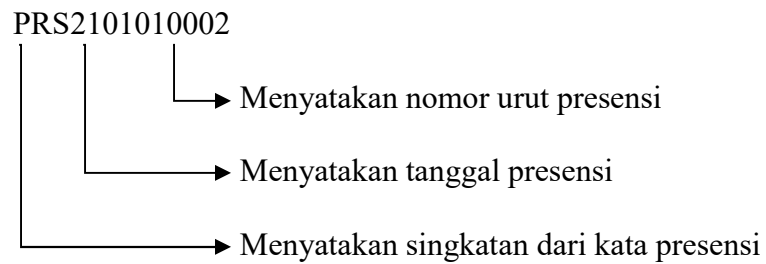 PRS2101010002
Menyatakan nomor urut presensi
Menyatakan tanggal presensi
Menyatakan singkatan dari kata presensi